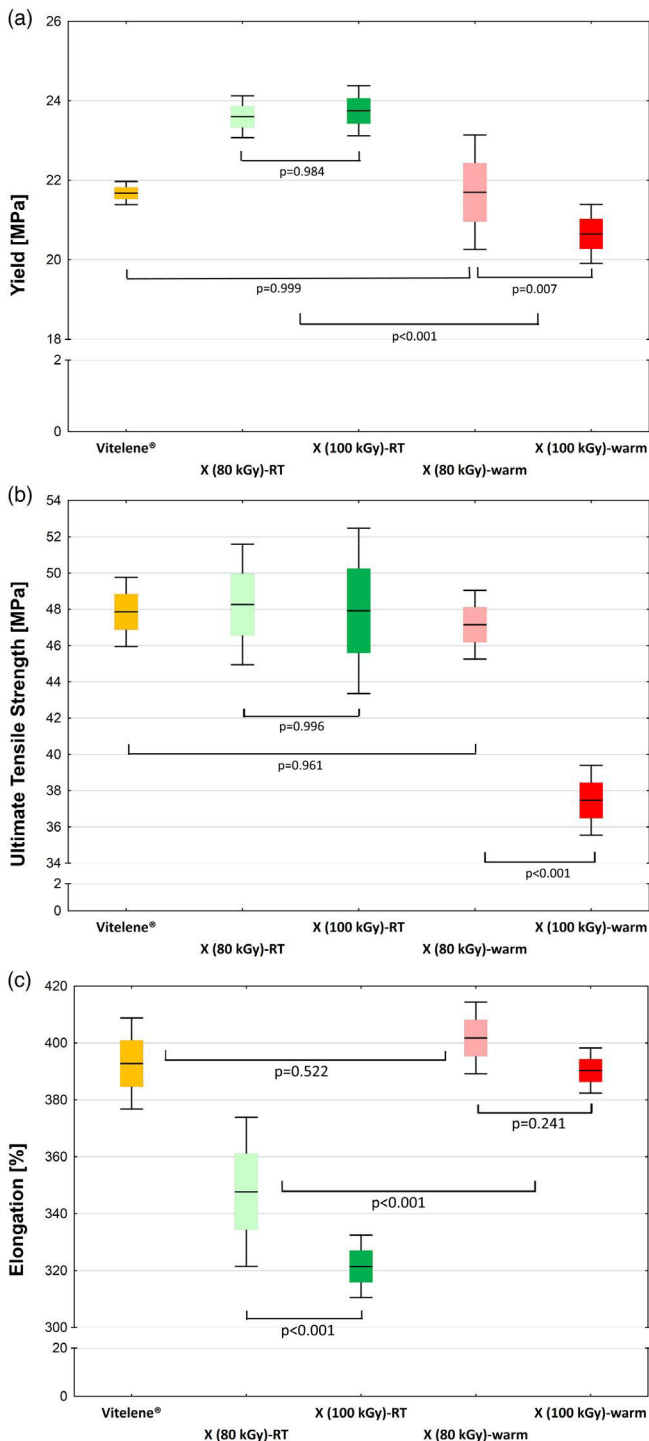 (a)
26
24
22
20
18
2
0
Yield [MPa]
p=0.984
p=0.999
p=0.007
p<0.001
Vitelene®
X (100 kGy)-RT
X (100 kGy)-warm
X (80 kGy)-RT
X (80 kGy)-warm
(b)
54
52
50
48
46
44
42
40
38
36
34
2
0
Ultimate Tensile Strength [MPa]
p=0.996
p=0.961
p<0.001
Vitelene®
X (100 kGy)-RT
X (100 kGy)-warm
X (80 kGy)-RT
X (80 kGy)-warm
(c)
420
400
380
360
340
320
300
20
0
Elongation [%]
p=0.522
p=0.241
p<0.001
p<0.001
Vitelene®
X (100 kGy)-RT
X (100 kGy)-warm
X (80 kGy)-RT
X (80 kGy)-warm